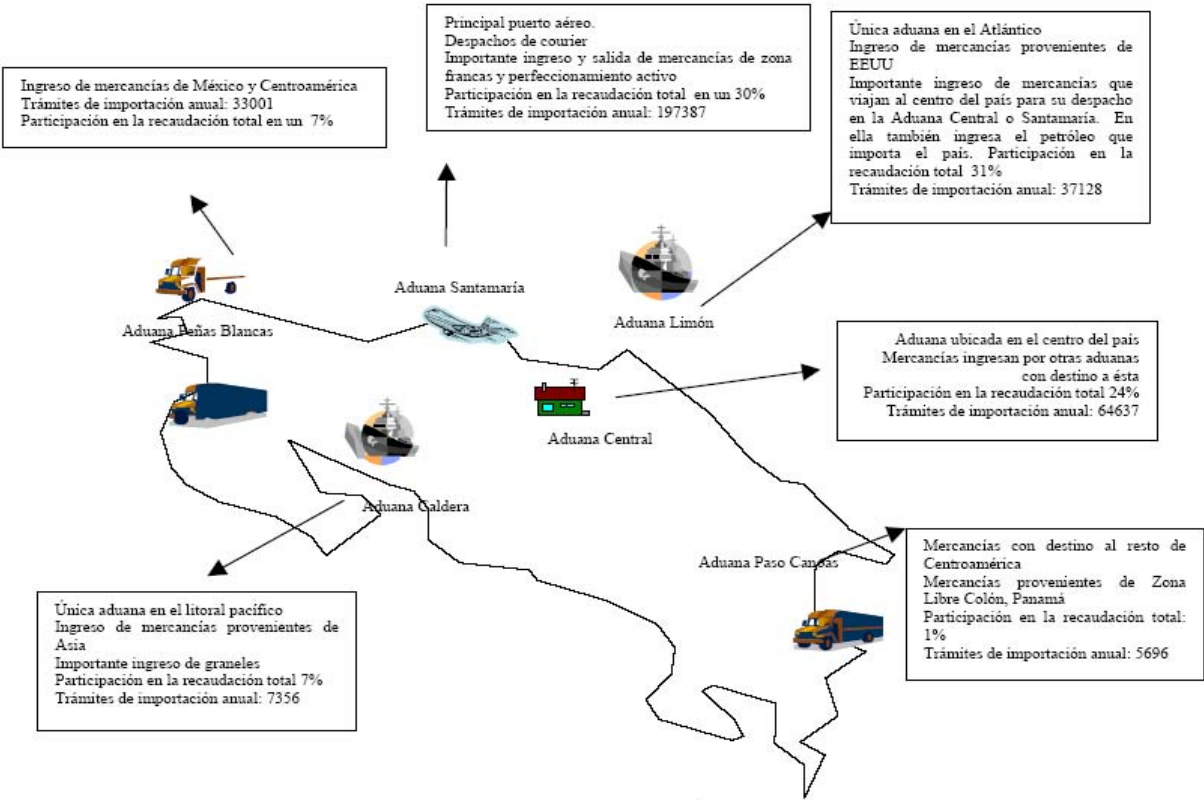 Principal puerto aéreo.
Despachos de courier
Importante ingreso y salida de mercancías de zona
francas y perfeccionamiento activo
Participación en la recaudación total en un 30%
Trámites de importación anual: 197387
Única aduana en el Atlántico
Ingreso de mercancías provenientes de
EEUU
Importante ingreso de mercancías que
viajan al centro del país para su despacho
en la Aduana Central o Santamaría. En
ella también ingresa el petróleo que
importa el país. Participación en la
recaudación total 31%
Trámites de importación anual: 37128
Ingreso de mercancías de México y Centroamérica
Trámites de importación anual: 33001
Participación en la recaudación total en un 7%
Aduana Santamaría
Aduana Limón
Aduana Peñas Blancas
Aduana ubicada en el centro del país
Mercancías ingresan por otras aduanas
con destino a ésta
Participación en la recaudación total 24%
Trámites de importación anual: 64637
Aduana Central
Aduana Caldera
Aduana Paso Canoas
Mercancías con destino al resto de
Centroamérica
Mercancías provenientes de Zona
Libre Colón, Panamá
Participación en la recaudación total:
1%
Trámites de importación anual: 5696
Única aduana en el litoral pacífico
Ingreso de mercancías provenientes de
Asia
Importante ingreso de graneles
Participación en la recaudación total 7%
Trámites de importación anual: 7356